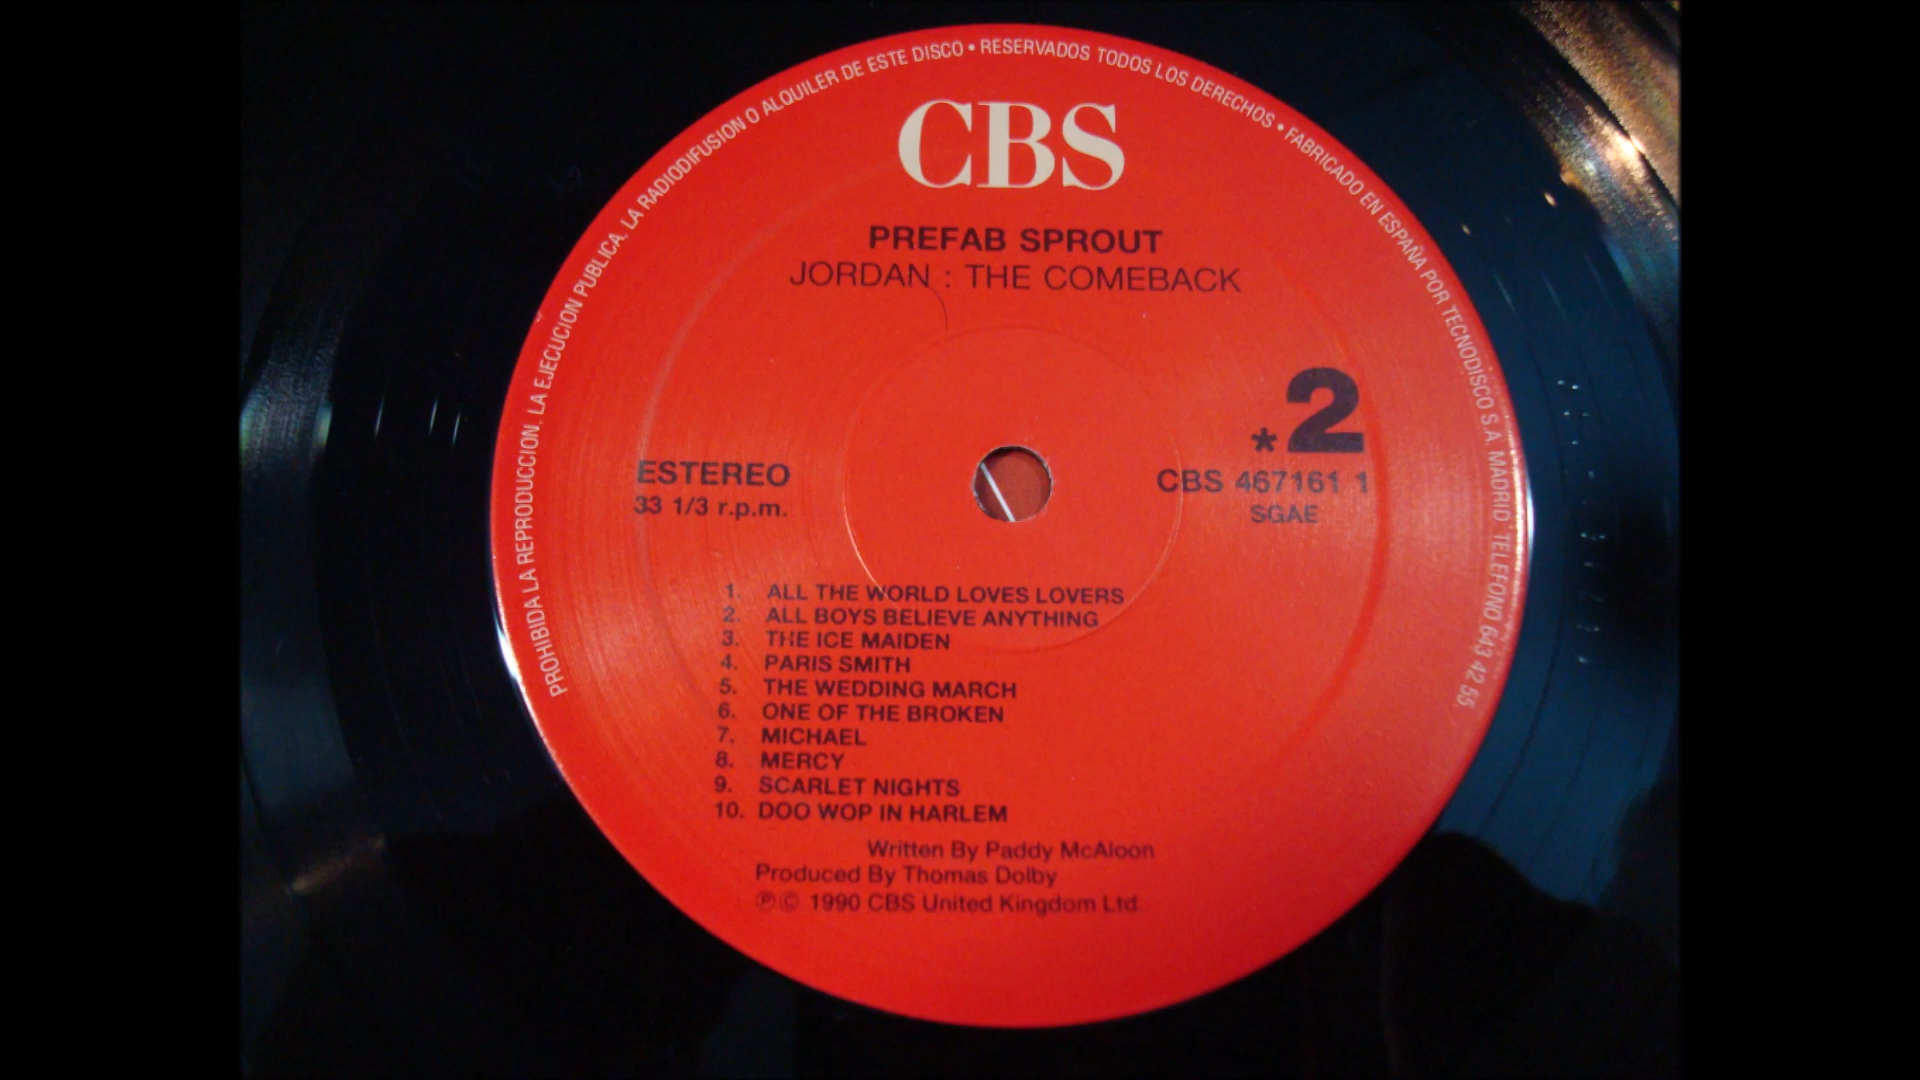 PROHIBIDA LA REPRODUCCION, LA EJECUCION PUBLICA, LA RADIODIFUSION O ALQUILER DE ESTE DISCO • RESERVADOS TODOS LOS DERECHOS • FABRICADO EN ESPAÑA POR TECNODISCO S.A. MADRID. TELEFONO 643 42 55.
CBS
PREFAB SPROUT
JORDAN : THE COMEBACK
*2
ESTEREO
33 1/3 r.p.m.
CBS 467161 1
SGAE
1. ALL THE WORLD LOVES LOVERS
2. ALL BOYS BELIEVE ANYTHING
3. THE ICE MAIDEN
4. PARIS SMITH
5. THE WEDDING MARCH
6. ONE OF THE BROKEN
7. MICHAEL
8. MERCY
9. SCARLET NIGHTS
10. DOO WOP IN HARLEM
Written By Paddy McAloon
Produced By Thomas Dolby
℗© 1990 CBS United Kingdom Ltd.